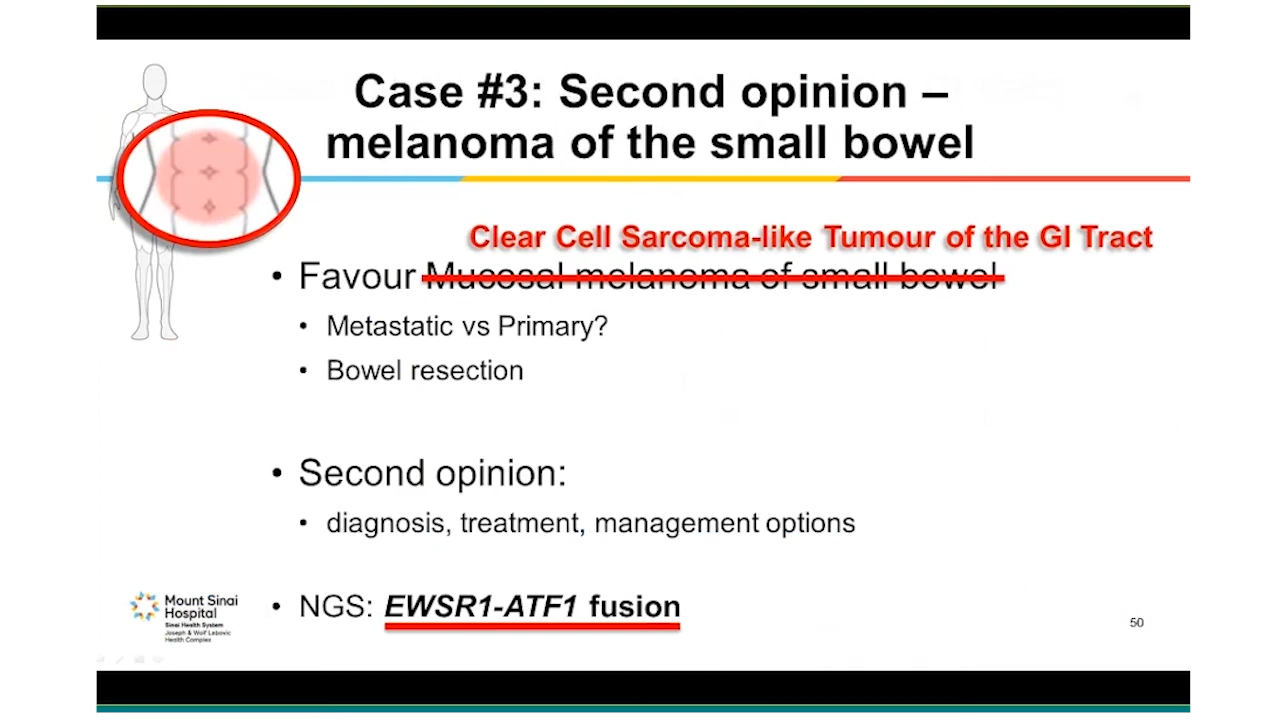 Case #3: Second opinion –
melanoma of the small bowel
Clear Cell Sarcoma-like Tumour of the GI Tract
• Favour Mucosal melanoma of small bowel
• Metastatic vs Primary?
• Bowel resection
• Second opinion:
• diagnosis, treatment, management options
• NGS: EWSR1-ATF1 fusion
Mount Sinai
Hospital
Sinai Health System
Joseph & Wolf Lebovic
Health Complex
50